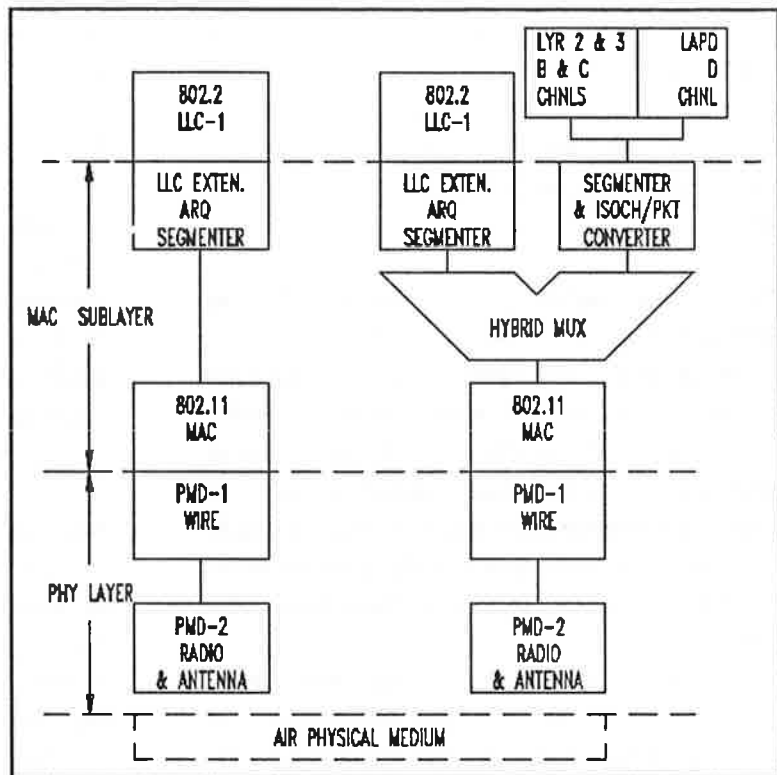 LYR 2 & 3
B & C
CHNLS
LAPD
D
CHNL
802.2
LLC-1
802.2
LLC-1
LLC EXTEN.
ARQ
SEGMENTER
LLC EXTEN.
ARQ
SEGMENTER
SEGMENTER
& ISOCH/PKT
CONVERTER
MAC SUBLAYER
HYBRID MUX
802.11
MAC
802.11
MAC
PMD-1
WIRE
PMD-1
WIRE
PHY LAYER
PMD-2
RADIO
& ANTENNA
PMD-2
RADIO
& ANTENNA
AIR PHYSICAL MEDIUM